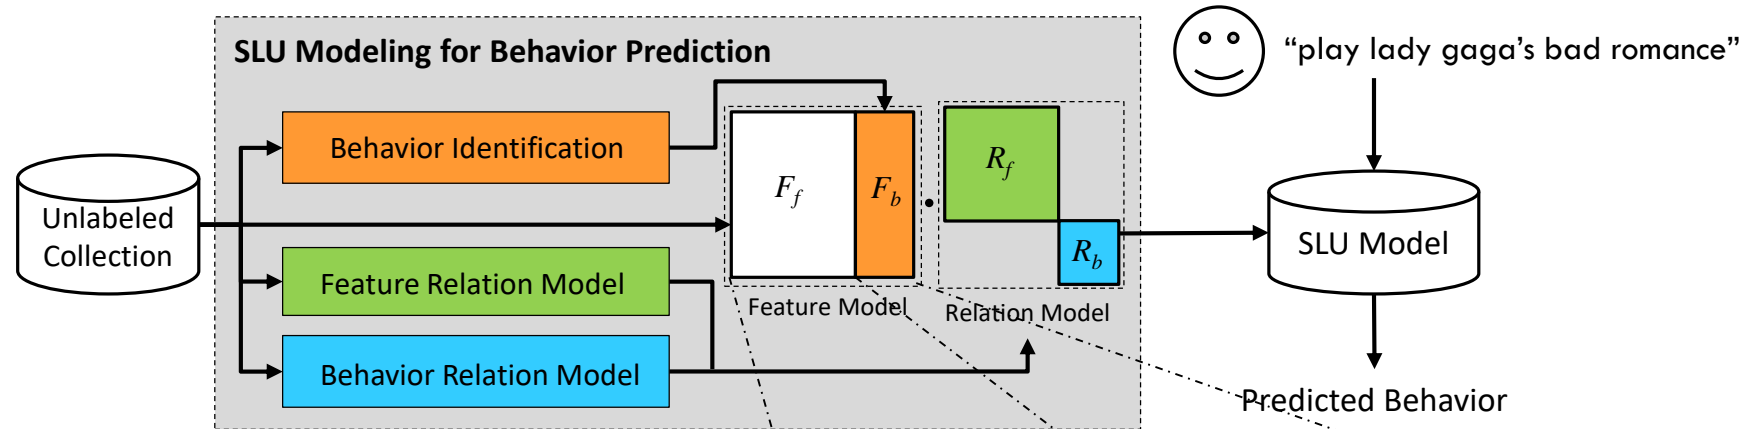 SLU Modeling for Behavior Prediction
“play lady gaga’s bad romance”
Behavior Identification
F_f
F_b
.
R_f
R_b
Unlabeled
Collection
SLU Model
Feature Relation Model
Feature Model
Relation Model
Behavior Relation Model
Predicted Behavior